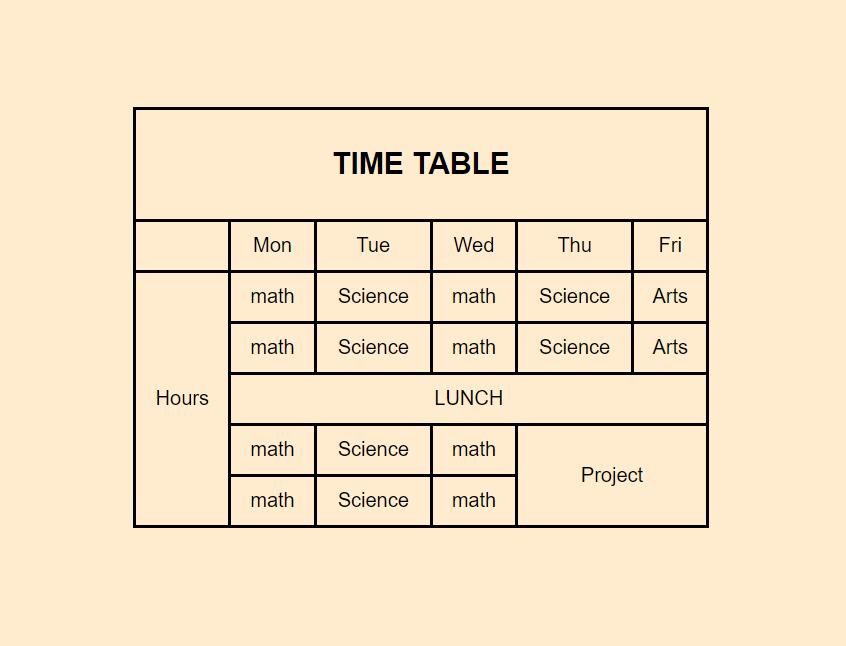 TIME TABLE
Mon Tue Wed Thu Fri
math Science math Science Arts
math Science math Science Arts
Hours LUNCH
math Science math
Project
math Science math